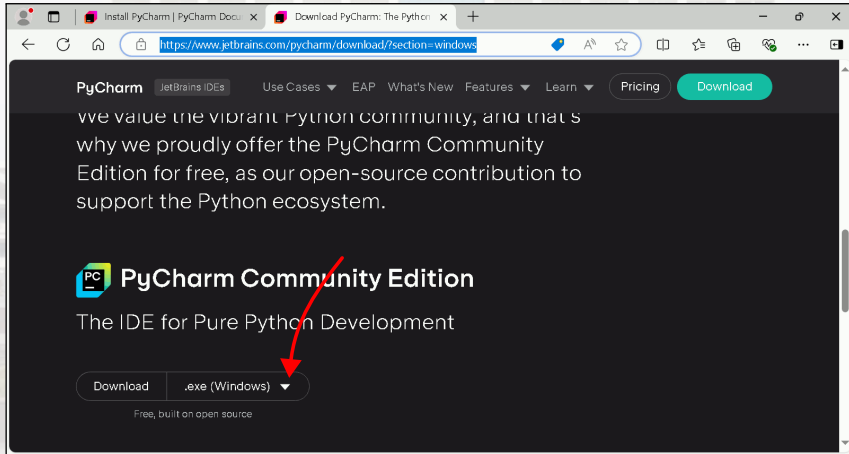 Install PyCharm | PyCharm Docu
Download PyCharm: The Python
https://www.jetbrains.com/pycharm/download/?section=windows
PyCharm JetBrains IDEs Use Cases EAP What's New Features Learn Pricing Download
We value the vibrant Python community, and that's
why we proudly offer the PyCharm Community
Edition for free, as our open-source contribution to
support the Python ecosystem.
PC PyCharm Community Edition
The IDE for Pure Python Development
Download .exe (Windows)
Free, built on open source